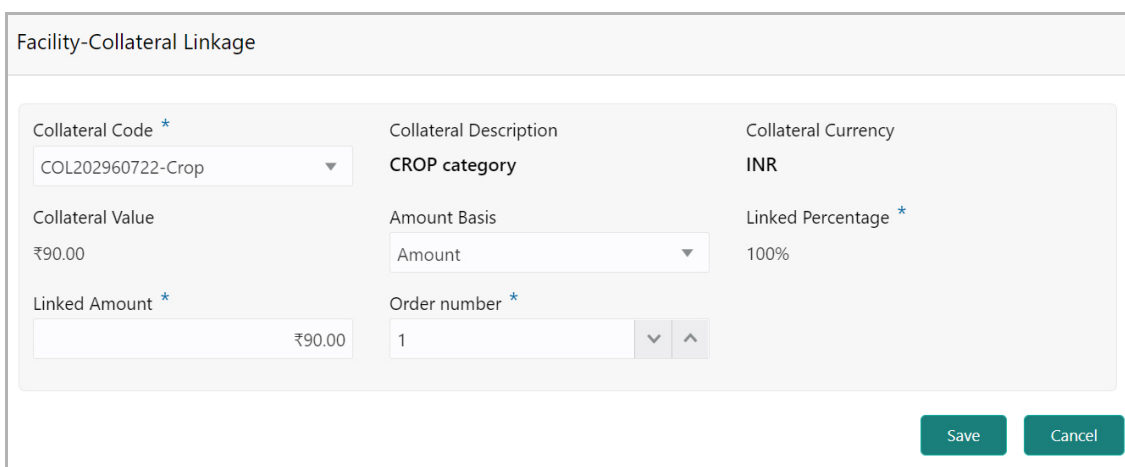 Facility-Collateral Linkage
Collateral Code * Collateral Description Collateral Currency
COL202960722-Crop CROP category INR
Collateral Value Amount Basis Linked Percentage *
₹90.00 Amount 100%
Linked Amount * Order number *
₹90.00 1
Save Cancel